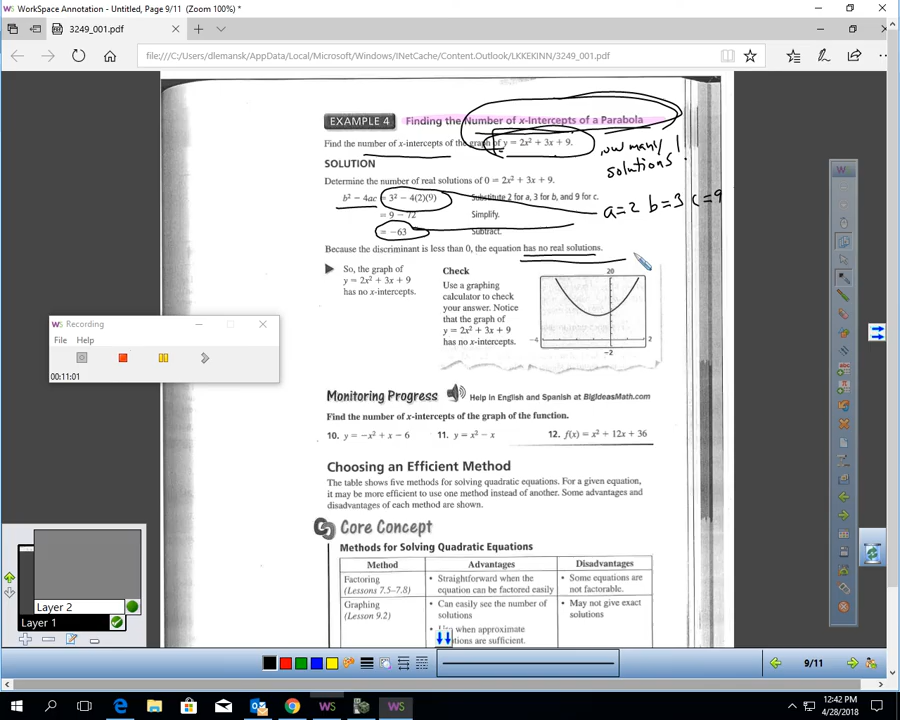 WorkSpace Annotation - Untitled, Page 9/11 (Zoom 100%) *
3249_001.pdf
file:///C:/Users/dlemansk/AppData/Local/Microsoft/Windows/INetCache/Content.Outlook/LKKEKINN/3249_001.pdf
EXAMPLE 4 Finding the Number of x-Intercepts of a Parabola
Find the number of x-intercepts of the graph of y = 2x² + 3x + 9.
many
solutions
SOLUTION
Determine the number of real solutions of 0 = 2x² + 3x + 9.
b² − 4ac = 3² − 4(2)(9) Substitute 2 for a, 3 for b, and 9 for c.
a=2 b=3 c=9
= 9 − 72 Simplify.
= −63 Subtract.
Because the discriminant is less than 0, the equation has no real solutions.
So, the graph of
y = 2x² + 3x + 9
has no x-intercepts.
Check
Use a graphing
calculator to check
your answer. Notice
that the graph of
y = 2x² + 3x + 9
has no x-intercepts.
20
−4
2
−2
Recording
File Help
00:11:01
Monitoring Progress Help in English and Spanish at BigIdeasMath.com
Find the number of x-intercepts of the graph of the function.
10. y = −x² + x − 6 11. y = x² − x 12. f(x) = x² + 12x + 36
Choosing an Efficient Method
The table shows five methods for solving quadratic equations. For a given equation,
it may be more efficient to use one method instead of another. Some advantages and
disadvantages of each method are shown.
Core Concept
Methods for Solving Quadratic Equations
Method Advantages Disadvantages
Factoring
(Lessons 7.5–7.8)
• Straightforward when the
equation can be factored easily
• Some equations are
not factorable.
Graphing
(Lesson 9.2)
• Can easily see the number of
solutions
• May not give exact
solutions
• when approximate
are sufficient.
Layer 2
Layer 1
9/11
12:42 PM
4/28/2018